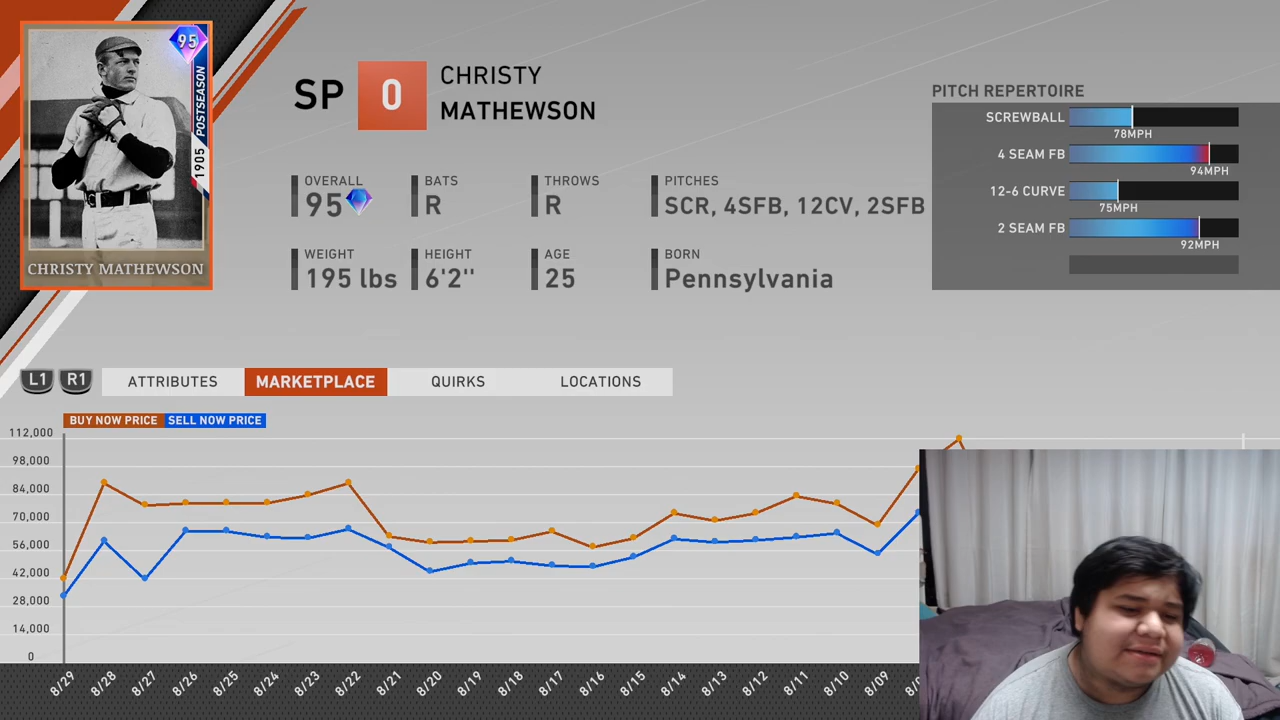 95
1905 POSTSEASON
CHRISTY MATHEWSON
SP 0 CHRISTY
MATHEWSON
OVERALL BATS THROWS PITCHES
95 R R SCR, 4SFB, 12CV, 2SFB
WEIGHT HEIGHT AGE BORN
195 lbs 6'2" 25 Pennsylvania
PITCH REPERTOIRE
SCREWBALL
78MPH
4 SEAM FB
94MPH
12-6 CURVE
75MPH
2 SEAM FB
92MPH
L1 R1 ATTRIBUTES MARKETPLACE QUIRKS LOCATIONS
BUY NOW PRICE SELL NOW PRICE
112,000
98,000
84,000
70,000
56,000
42,000
28,000
14,000
0
8/29 8/28 8/27 8/26 8/25 8/24 8/23 8/22 8/21 8/20 8/19 8/18 8/17 8/16 8/15 8/14 8/13 8/12 8/11 8/10 8/09